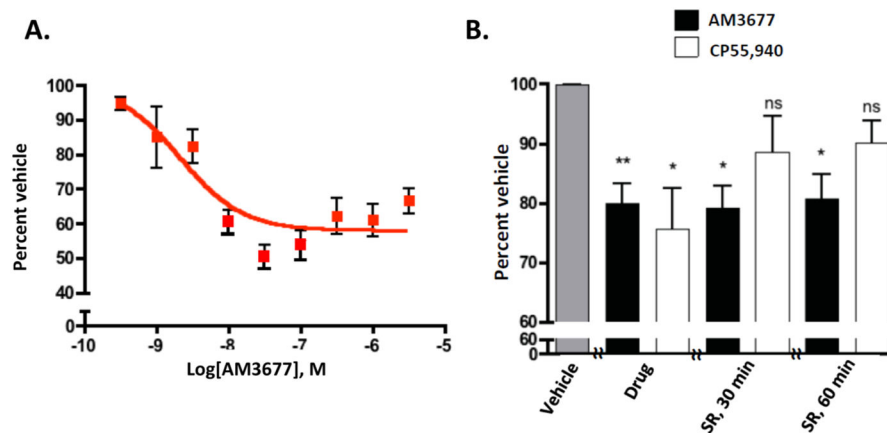 A.
Percent vehicle
100
90
80
70
60
50
40
0
-10
-9
-8
-7
-6
-5
Log[AM3677], M
B.
AM3677
CP55,940
Percent vehicle
100
90
80
70
60
60
0
**
*
*
ns
*
ns
Vehicle
Drug
SR, 30 min
SR, 60 min